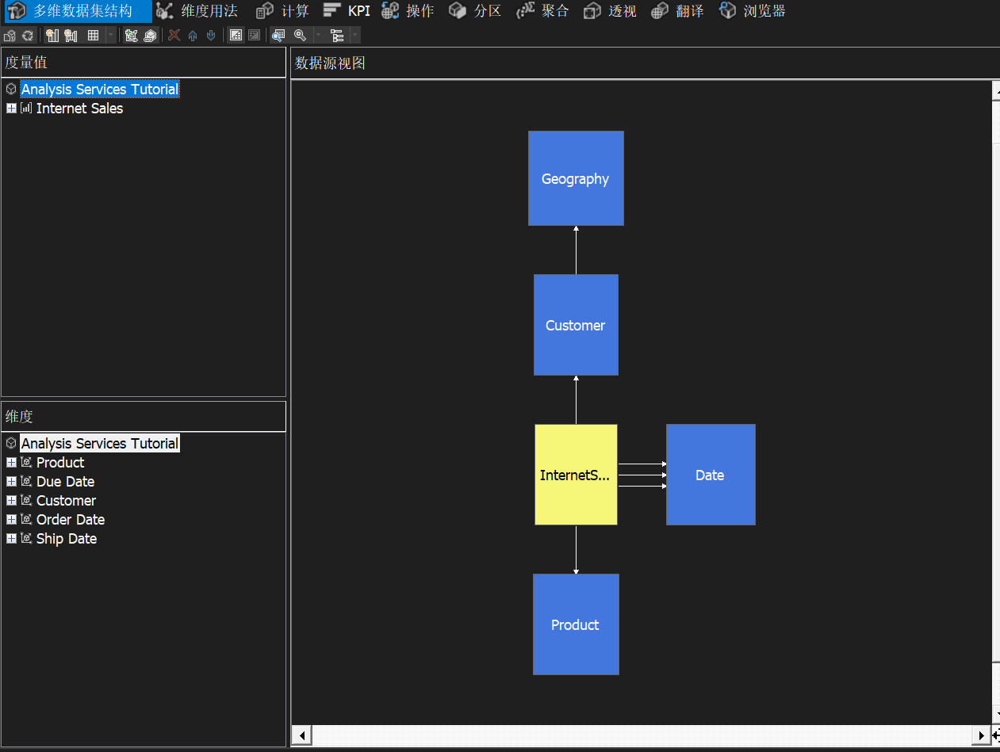 多维数据集结构 维度用法 计算 KPI 操作 分区 聚合 透视 翻译 浏览器
度量值
Analysis Services Tutorial
Internet Sales
维度
Analysis Services Tutorial
Product
Due Date
Customer
Order Date
Ship Date
数据源视图
Geography
Customer
InternetS...
Date
Product